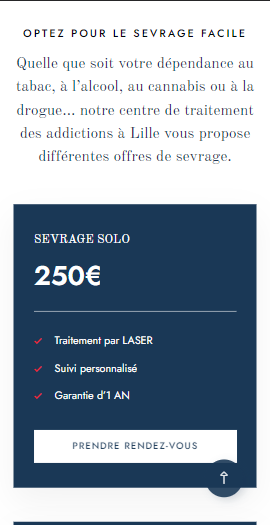 OPTEZ POUR LE SEVRAGE FACILE
Quelle que soit votre dépendance au
tabac, à l'alcool, au cannabis ou à la
drogue... notre centre de traitement
des addictions à Lille vous propose
différentes offres de sevrage.
SEVRAGE SOLO
250€
Traitement par LASER
Suivi personnalisé
Garantie d'1 AN
PRENDRE RENDEZ-VOUS